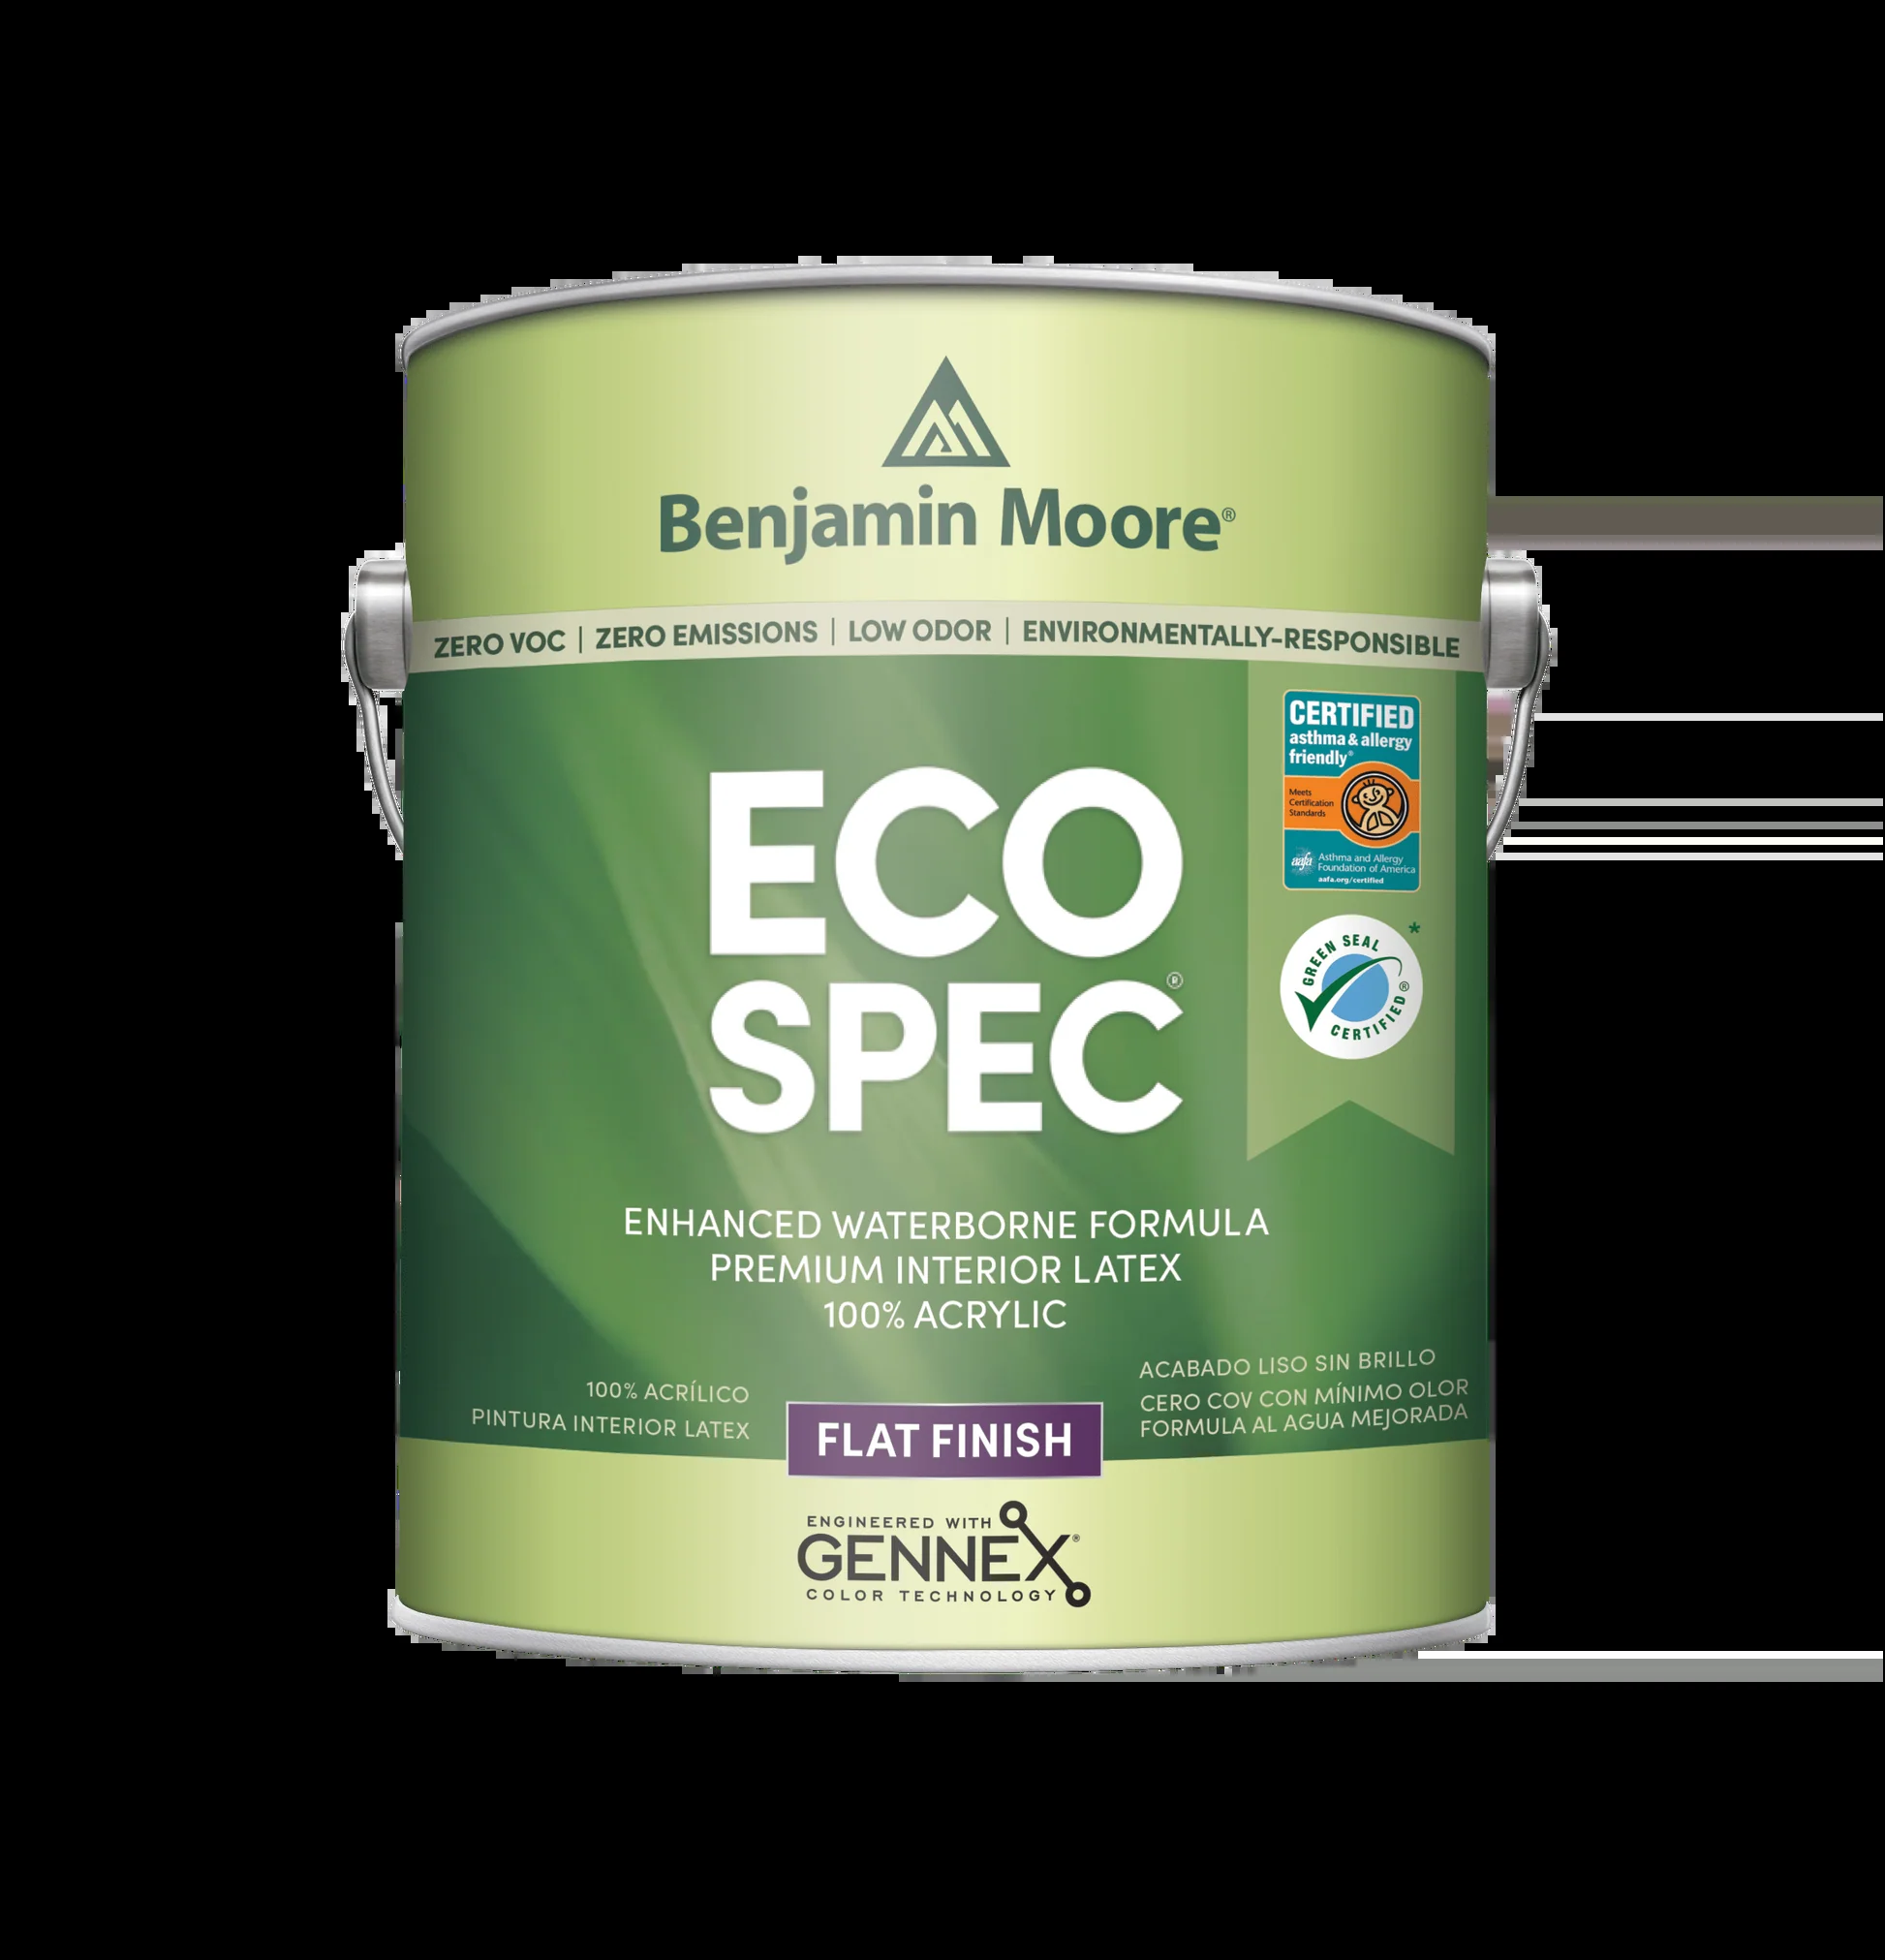 Benjamin Moore®
ZERO VOC | ZERO EMISSIONS | LOW ODOR | ENVIRONMENTALLY-RESPONSIBLE
CERTIFIED
asthma & allergy
friendly®
Meets
Certification
Standards
aafa
Asthma and Allergy
Foundation of America
aafa.org/certified
ECO
SPEC®
GREEN SEAL
CERTIFIED®
*
ENHANCED WATERBORNE FORMULA
PREMIUM INTERIOR LATEX
100% ACRYLIC
100% ACRÍLICO
PINTURA INTERIOR LATEX
ACABADO LISO SIN BRILLO
CERO COV CON MÍNIMO OLOR
FORMULA AL AGUA MEJORADA
FLAT FINISH
ENGINEERED WITH
GENNEX®
COLOR TECHNOLOGY